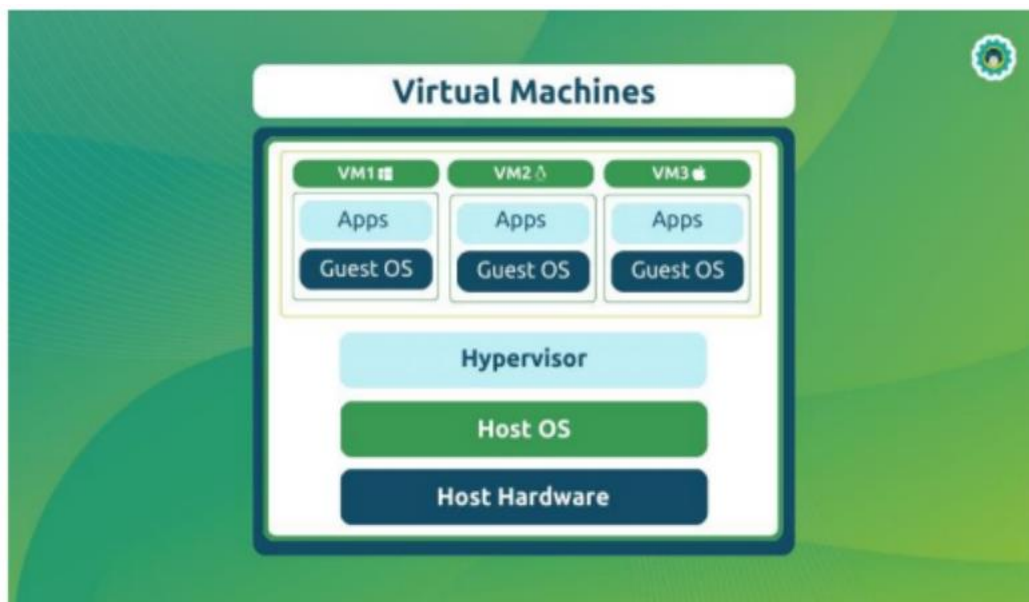 Virtual Machines
VM1 VM2 VM3
Apps Apps Apps
Guest OS Guest OS Guest OS
Hypervisor
Host OS
Host Hardware